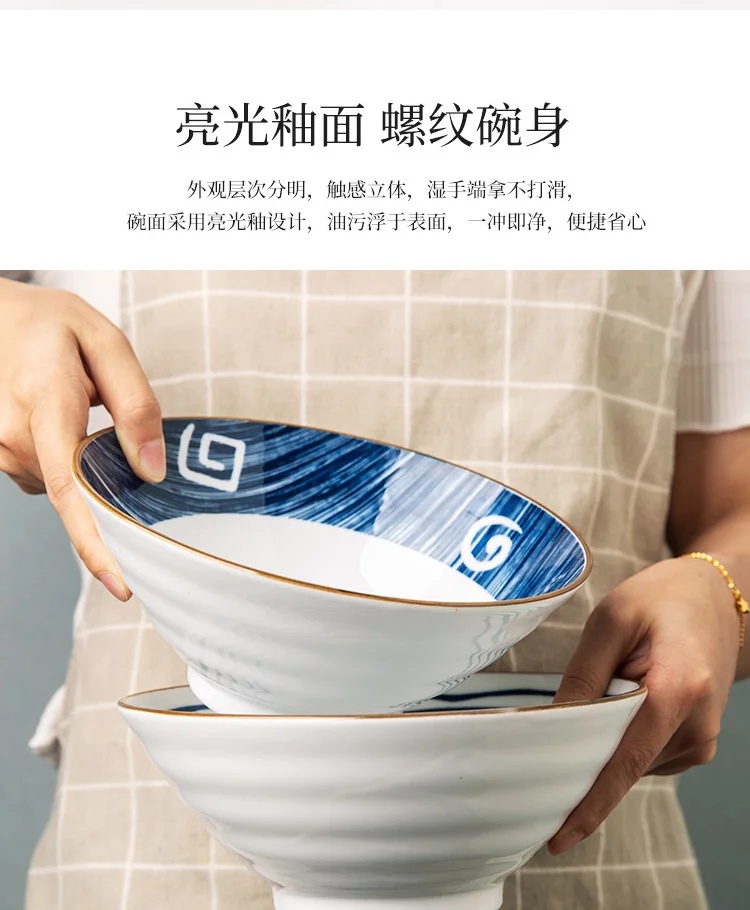 亮光釉面 螺纹碗身
外观层次分明，触感立体，湿手端拿不打滑，
碗面采用亮光釉设计，油污浮于表面，一冲即净，便捷省心